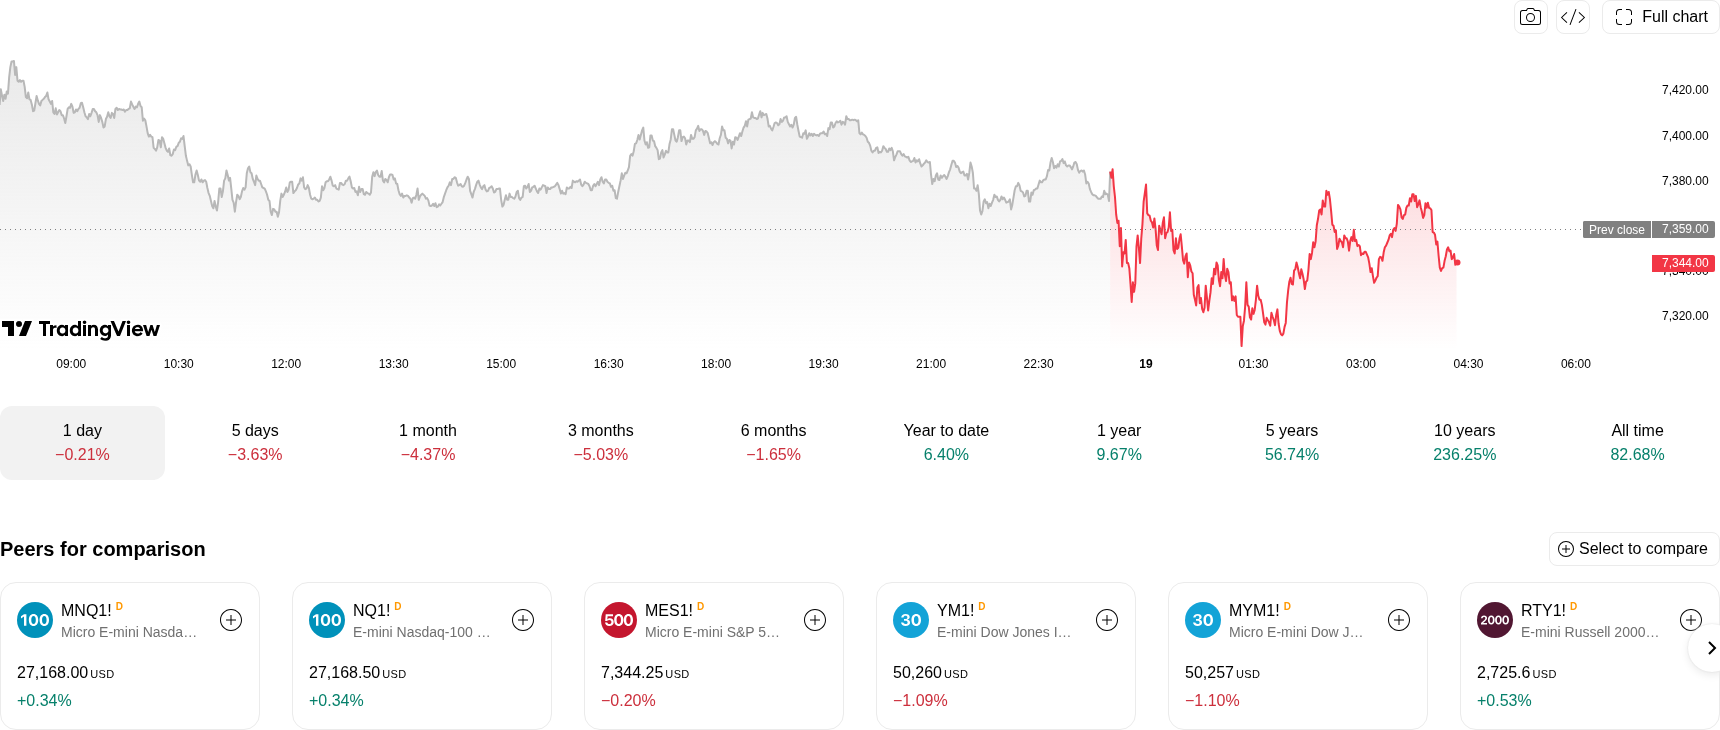 Full chart
7,420.00
7,400.00
7,380.00
Prev close 7,359.00
7,344.00
7,340.00
7,320.00
TradingView
09:00 10:30 12:00 13:30 15:00 16:30 18:00 19:30 21:00 22:30 19 01:30 03:00 04:30 06:00
1 day 5 days 1 month 3 months 6 months Year to date 1 year 5 years 10 years All time
−0.21% −3.63% −4.37% −5.03% −1.65% 6.40% 9.67% 56.74% 236.25% 82.68%
Peers for comparison
Select to compare
100 MNQ1! D
Micro E-mini Nasda…
27,168.00 USD
+0.34%
100 NQ1! D
E-mini Nasdaq-100 …
27,168.50 USD
+0.34%
500 MES1! D
Micro E-mini S&P 5…
7,344.25 USD
−0.20%
30 YM1! D
E-mini Dow Jones I…
50,260 USD
−1.09%
30 MYM1! D
Micro E-mini Dow J…
50,257 USD
−1.10%
2000 RTY1! D
E-mini Russell 2000…
2,725.6 USD
+0.53%